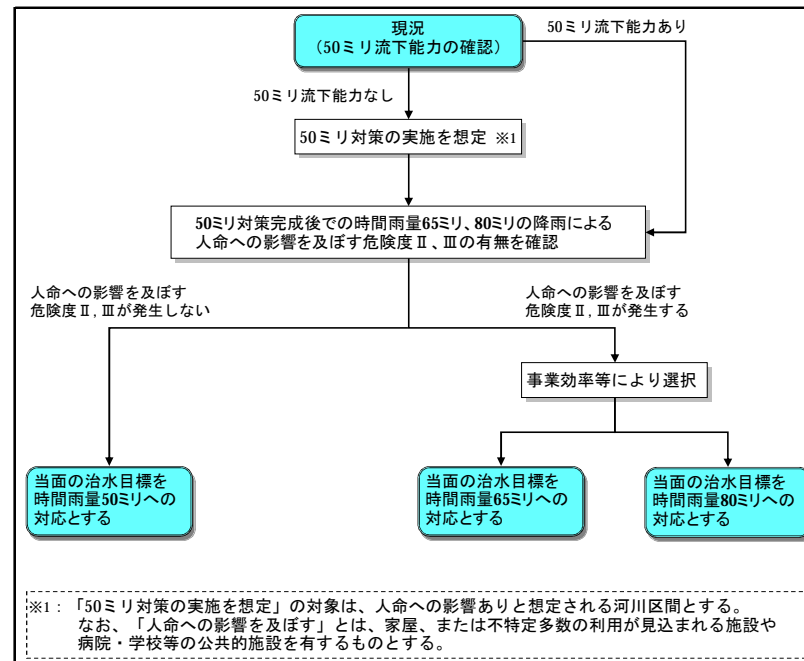 現況
(50ミリ流下能力の確認)
50ミリ流下能力あり
50ミリ流下能力なし
50ミリ対策の実施を想定 ※1
50ミリ対策完成後での時間雨量65ミリ、80ミリの降雨による
人命への影響を及ぼす危険度Ⅱ、Ⅲの有無を確認
人命への影響を及ぼす
危険度Ⅱ,Ⅲが発生しない
人命への影響を及ぼす
危険度Ⅱ,Ⅲが発生する
事業効率等により選択
当面の治水目標を
時間雨量50ミリへの
対応とする
当面の治水目標を
時間雨量65ミリへの
対応とする
当面の治水目標を
時間雨量80ミリへの
対応とする
※1：「50ミリ対策の実施を想定」の対象は、人命への影響ありと想定される河川区間とする。
なお、「人命への影響を及ぼす」とは、家屋、または不特定多数の利用が見込まれる施設や
病院・学校等の公共的施設を有するものとする。